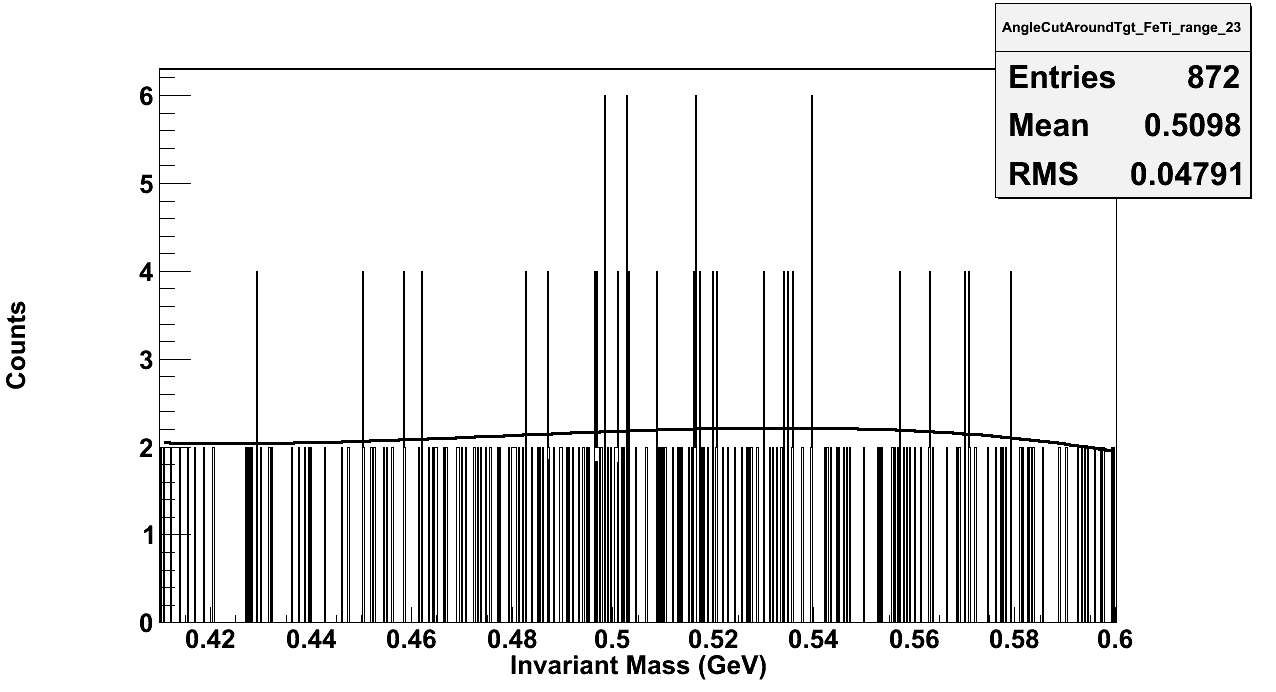 AngleCutAroundTgt_FeTi_range_23
Entries 872
Mean 0.5098
RMS 0.04791
6
5
4
3
2
1
0
Counts
0.42 0.44 0.46 0.48 0.5 0.52 0.54 0.56 0.58 0.6
Invariant Mass (GeV)